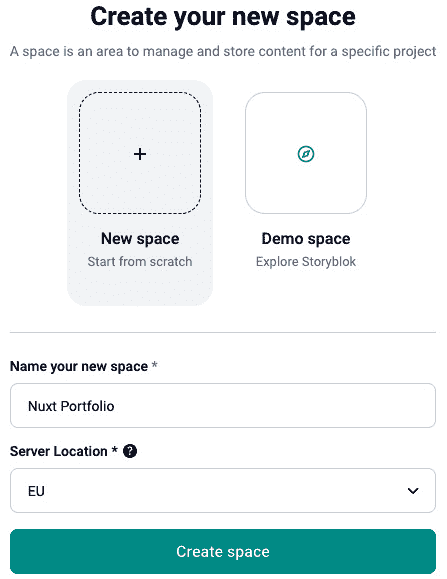 Create your new space
A space is an area to manage and store content for a specific project
New space
Start from scratch
Demo space
Explore Storyblok
Name your new space *
Nuxt Portfolio
Server Location * ?
EU
Create space